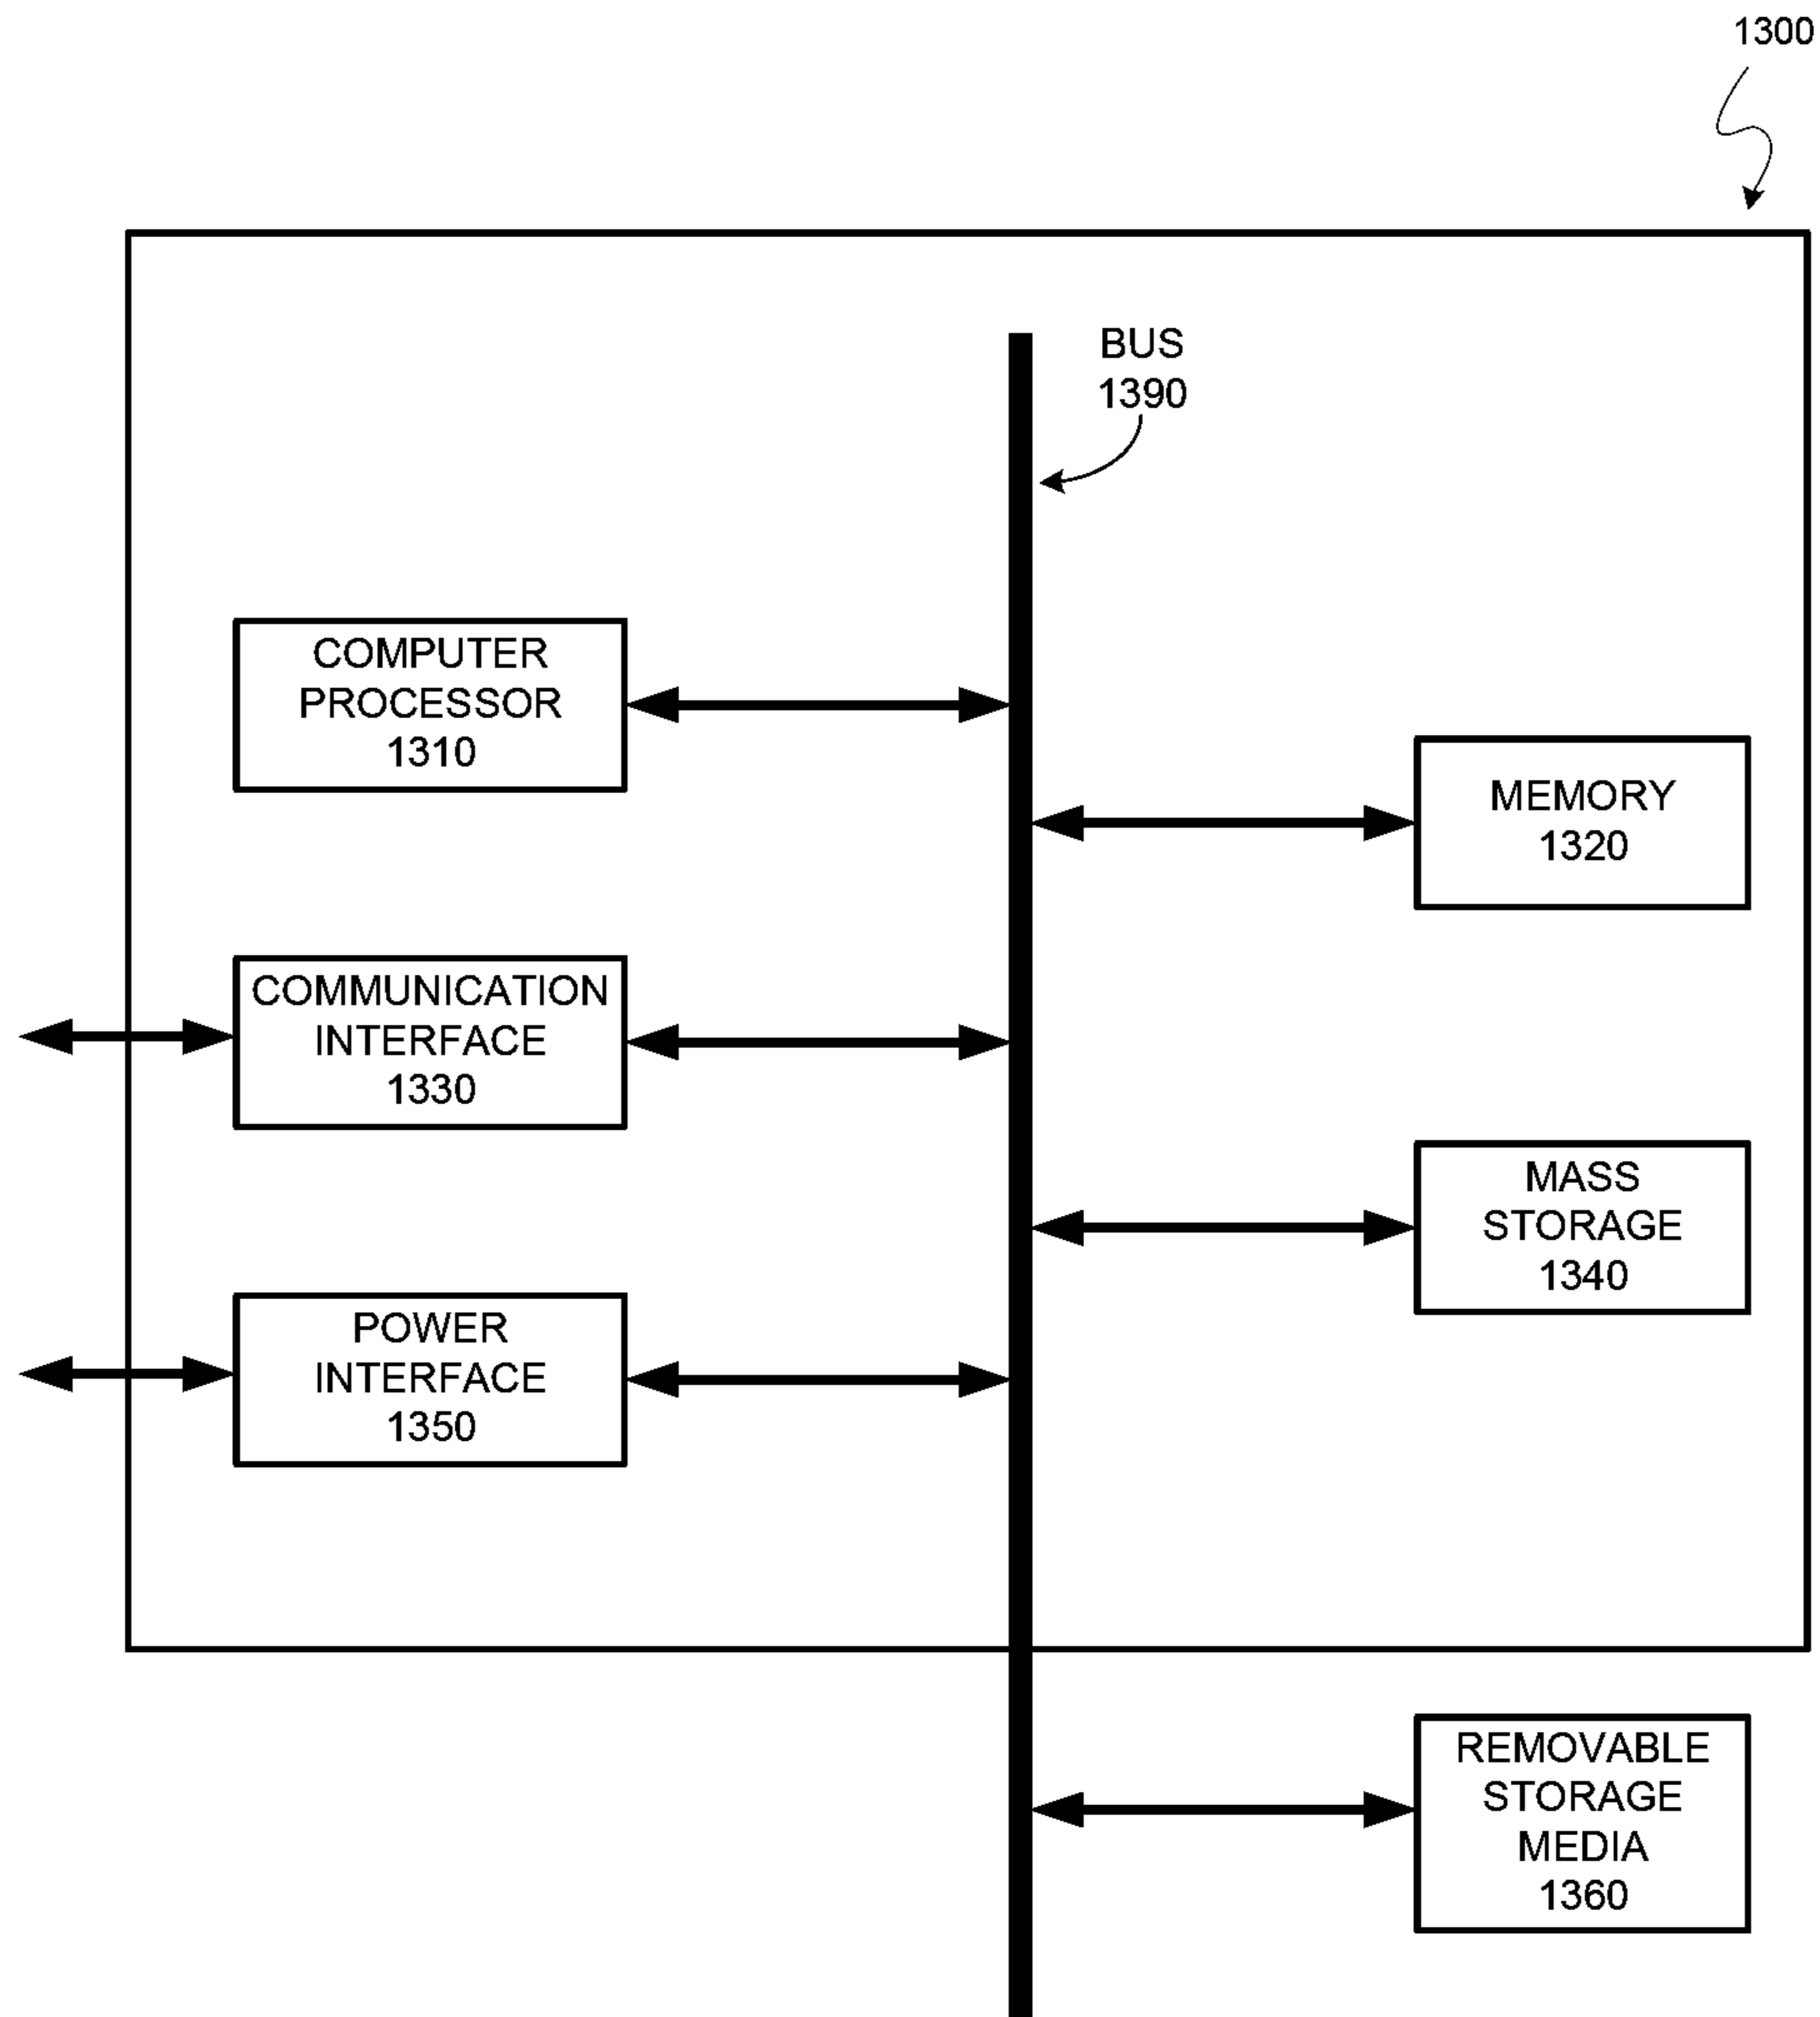 1300
BUS
1390
COMPUTER
PROCESSOR
1310
MEMORY
1320
COMMUNICATION
INTERFACE
1330
MASS
STORAGE
1340
POWER
INTERFACE
1350
REMOVABLE
STORAGE
MEDIA
1360